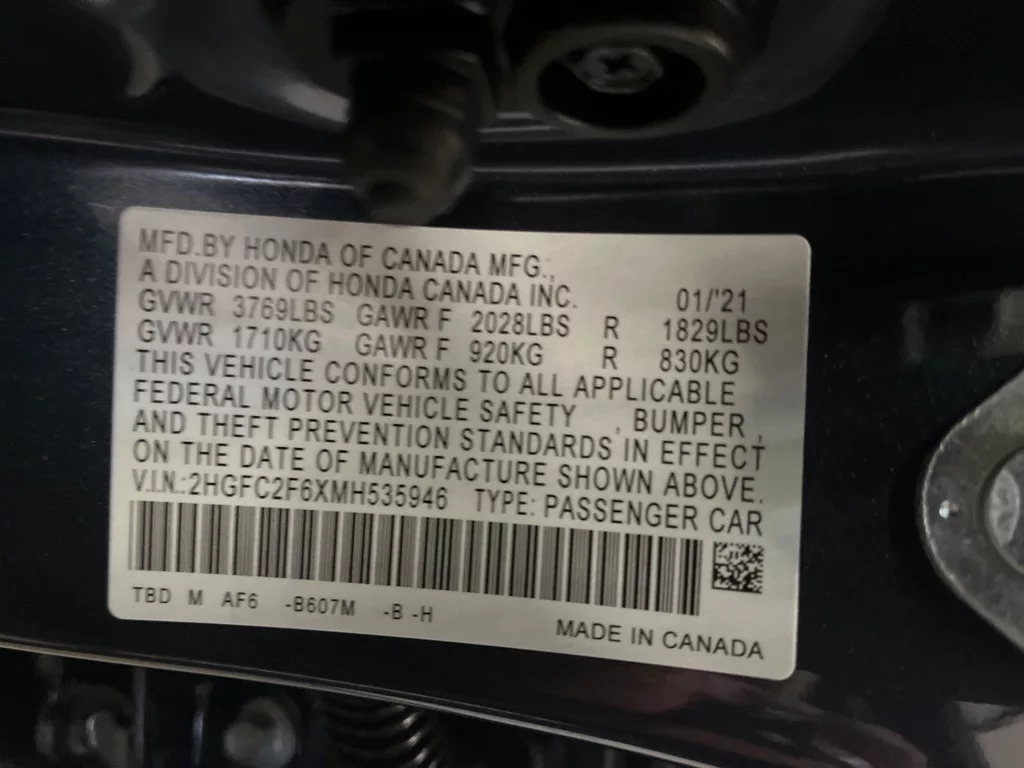 MFD.BY HONDA OF CANADA MFG.,
A DIVISION OF HONDA CANADA INC. 01/'21
GVWR 3769LBS GAWR F 2028LBS R 1829LBS
GVWR 1710KG GAWR F 920KG R 830KG
THIS VEHICLE CONFORMS TO ALL APPLICABLE
FEDERAL MOTOR VEHICLE SAFETY , BUMPER ,
AND THEFT PREVENTION STANDARDS IN EFFECT
ON THE DATE OF MANUFACTURE SHOWN ABOVE.
V.I.N.:2HGFC2F6XMH535946 TYPE: PASSENGER CAR
TBD M AF6 -B607M -B -H
MADE IN CANADA